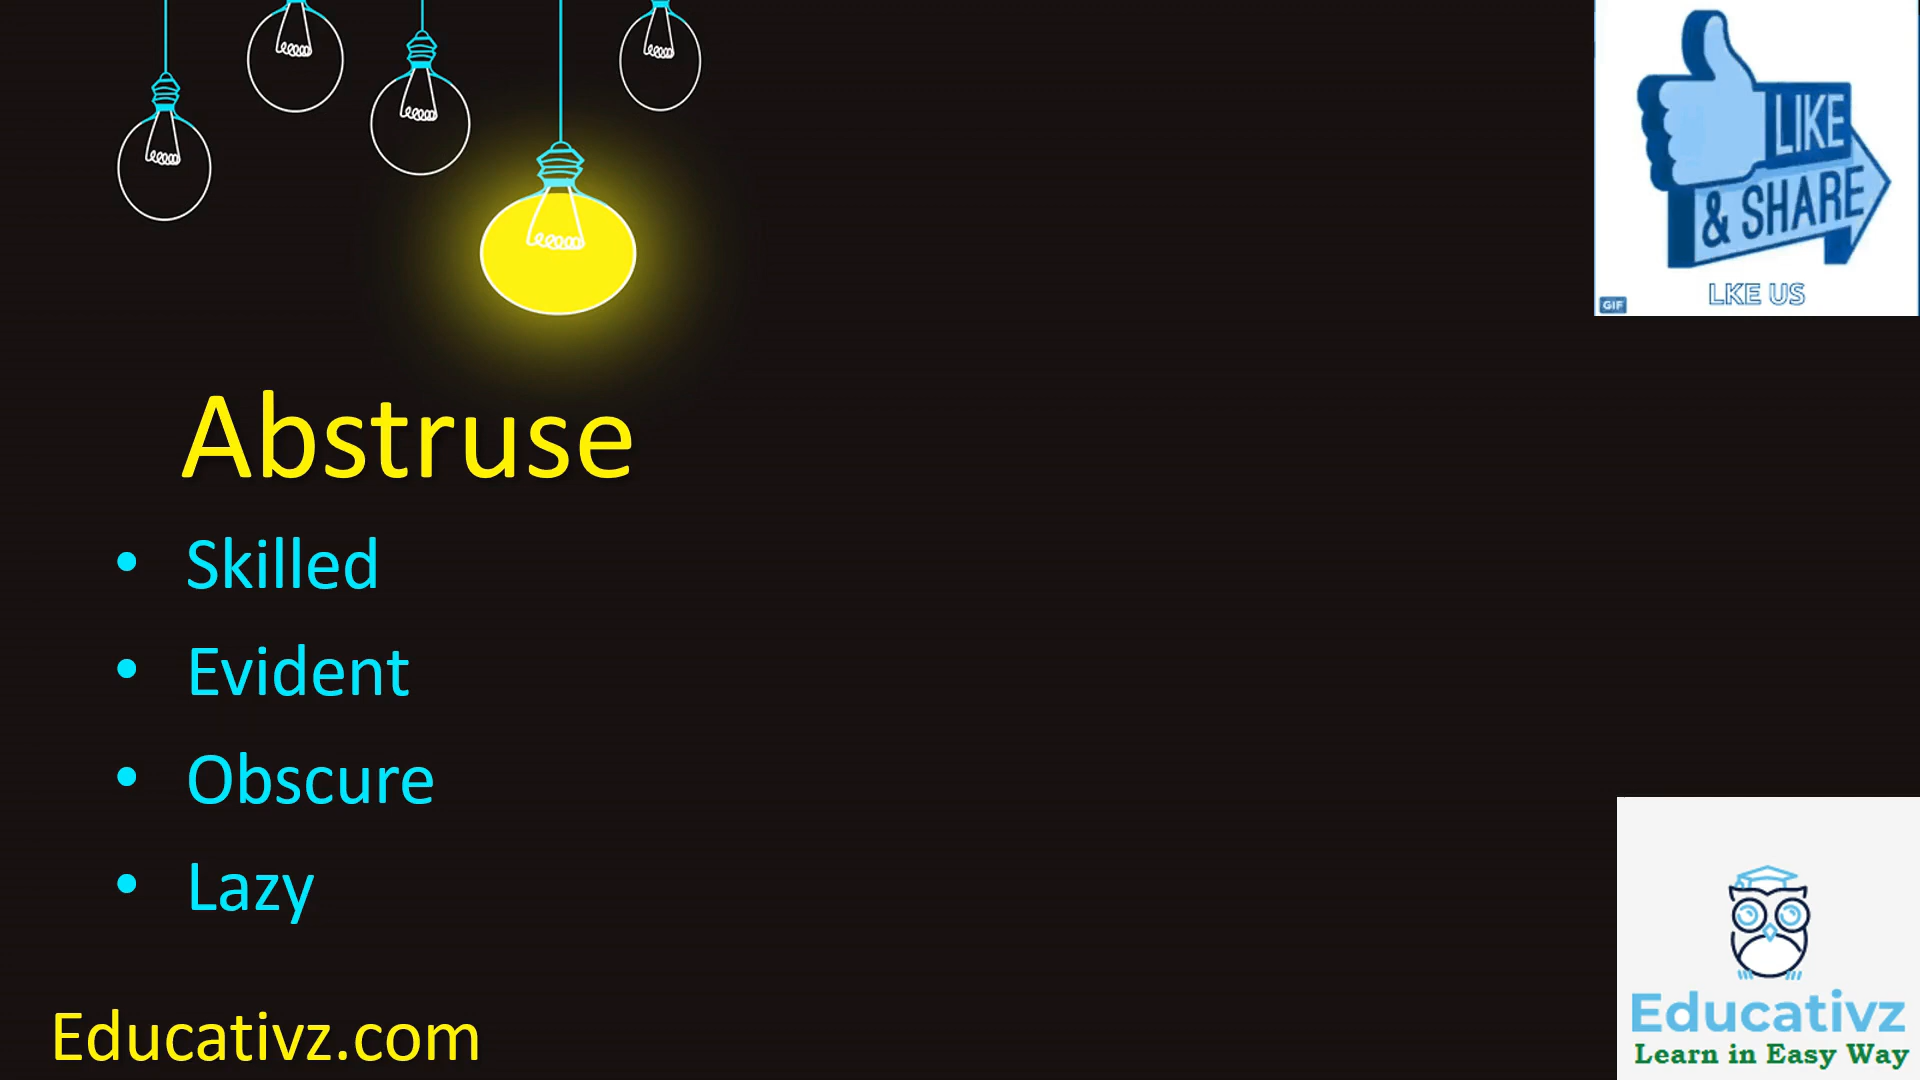 LIKE
& SHARE
LKE US
GIF
Abstruse
• Skilled
• Evident
• Obscure
• Lazy
Educativz.com
Educativz
Learn in Easy Way